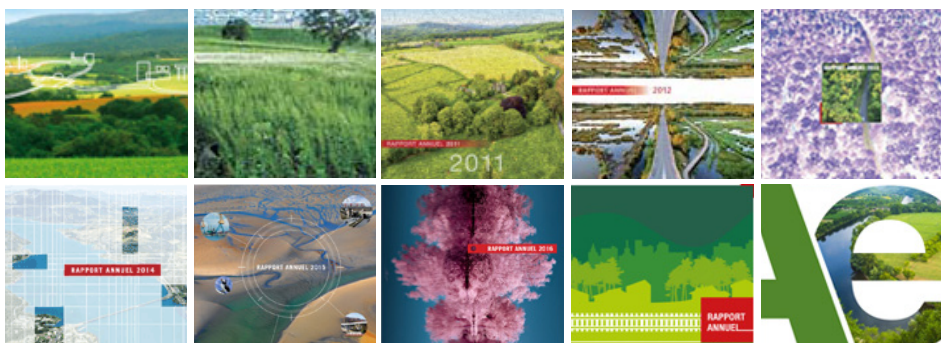 RAPPORT ANNUEL 2011
2011
RAPPORT ANNUEL 2012
RAPPORT ANNUEL 2013
RAPPORT ANNUEL 2014
RAPPORT ANNUEL 2015
RAPPORT ANNUEL 2016
RAPPORT
ANNUEL
Ae